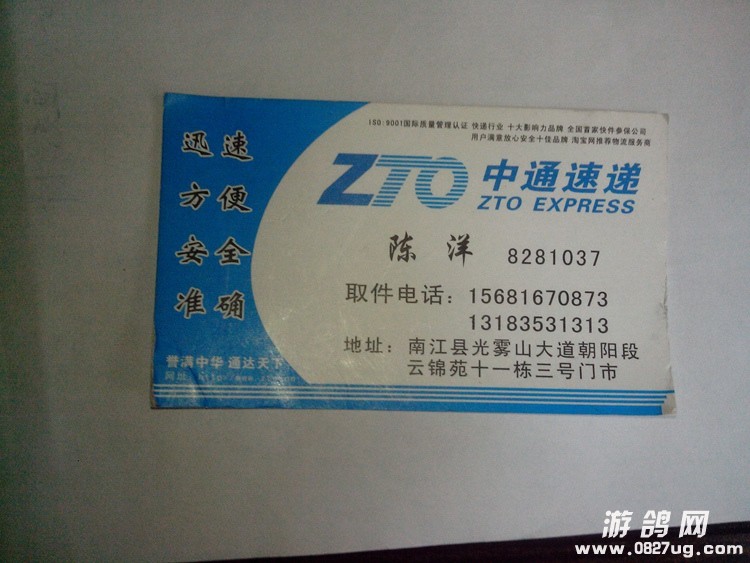 ISO:9001国际质量管理认证 快递行业 十大影响力品牌 全国首家快件参保公司
用户满意放心安全十佳品牌 淘宝网推荐物流服务商
迅速
方便
安全
准确
ZTO 中通速递
ZTO EXPRESS
陈洋 8281037
取件电话：15681670873
13183531313
地址：南江县光雾山大道朝阳段
云锦苑十一栋三号门市
誉满中华 通达天下
网址：
游鸽网
www.0827ug.com